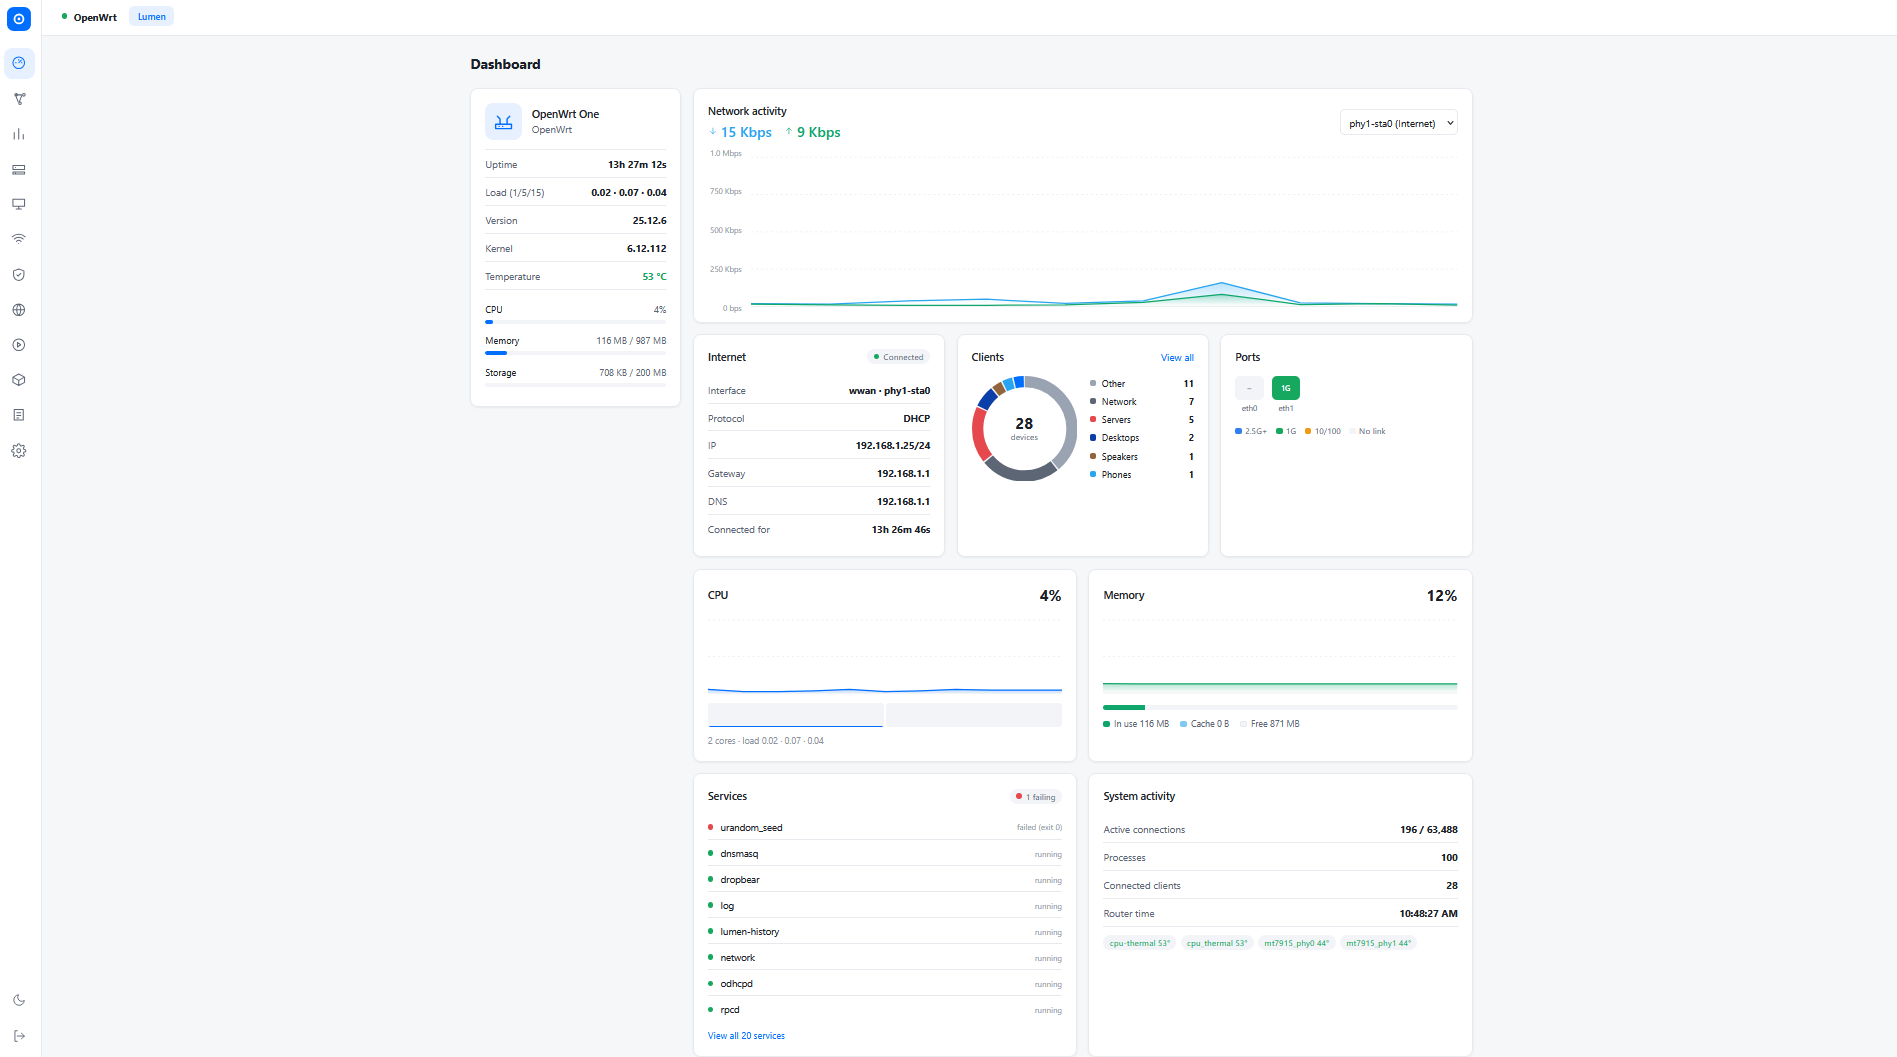 OpenWrt Lumen
Dashboard
OpenWrt One
OpenWrt
Uptime 13h 27m 12s
Load (1/5/15) 0.02 · 0.07 · 0.04
Version 25.12.6
Kernel 6.12.112
Temperature 53 °C
CPU 4%
Memory 116 MB / 987 MB
Storage 708 KB / 200 MB
Network activity
↓ 15 Kbps ↑ 9 Kbps
phy1-sta0 (Internet)
1.0 Mbps
750 Kbps
500 Kbps
250 Kbps
0 bps
Internet Connected
Interface wwan · phy1-sta0
Protocol DHCP
IP 192.168.1.25/24
Gateway 192.168.1.1
DNS 192.168.1.1
Connected for 13h 26m 46s
Clients View all
28
devices
Other 11
Network 7
Servers 5
Desktops 2
Speakers 1
Phones 1
Ports
– 1G
eth0 eth1
2.5G+ 1G 10/100 No link
CPU 4%
2 cores · load 0.02 · 0.07 · 0.04
Memory 12%
In use 116 MB Cache 0 B Free 871 MB
Services 1 failing
urandom_seed failed (exit 0)
dnsmasq running
dropbear running
log running
lumen-history running
network running
odhcpd running
rpcd running
View all 20 services
System activity
Active connections 196 / 63,488
Processes 100
Connected clients 28
Router time 10:48:27 AM
cpu-thermal 53° cpu_thermal 53° mt7915_phy0 44° mt7915_phy1 44°